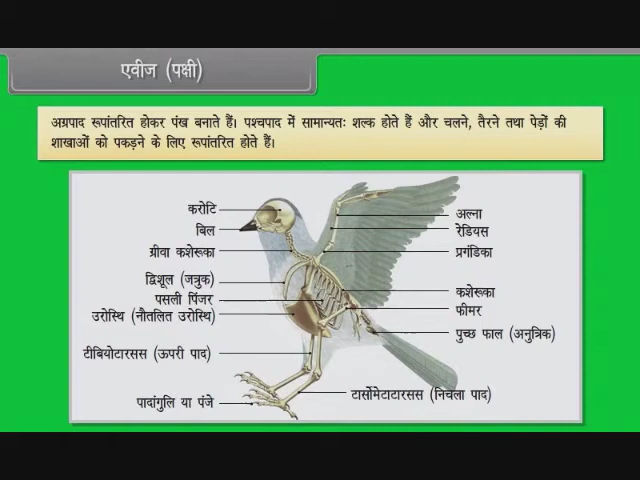 एवीज (पक्षी)
अग्रपाद रूपांतरित होकर पंख बनाते हैं। पश्चपाद में सामान्यतः शल्क होते हैं और चलने, तैरने तथा पेड़ों की
शाखाओं को पकड़ने के लिए रूपांतरित होते हैं।
करोटि
बिल
ग्रीवा कशेरूका
द्विशूल (जत्रुक)
पसली पिंजर
उरोस्थि (नौतलित उरोस्थि)
टीबियोटारसस (ऊपरी पाद)
पादांगुलि या पंजे
अल्ना
रेडियस
प्रगंडिका
कशेरूका
फीमर
पुच्छ फाल (अनुत्रिक)
टार्सोमेटाटारसस (निचला पाद)